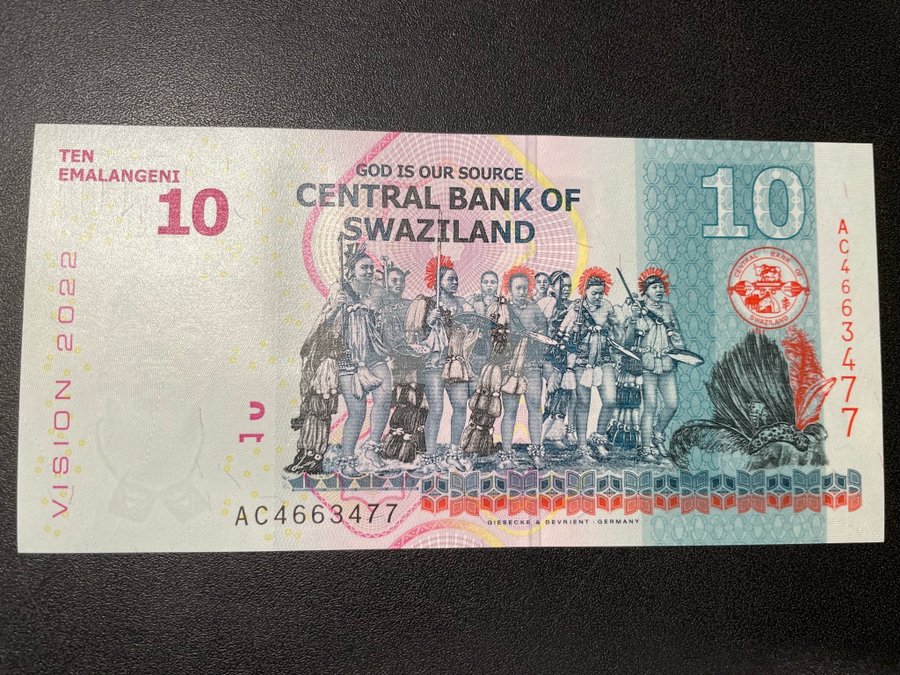 TEN
EMALANGENI
10
GOD IS OUR SOURCE
CENTRAL BANK OF
SWAZILAND
10
VISION 2022
CENTRAL BANK OF
SWAZILAND
AC4663477
AC4663477
GIESECKE & DEVRIENT GERMANY